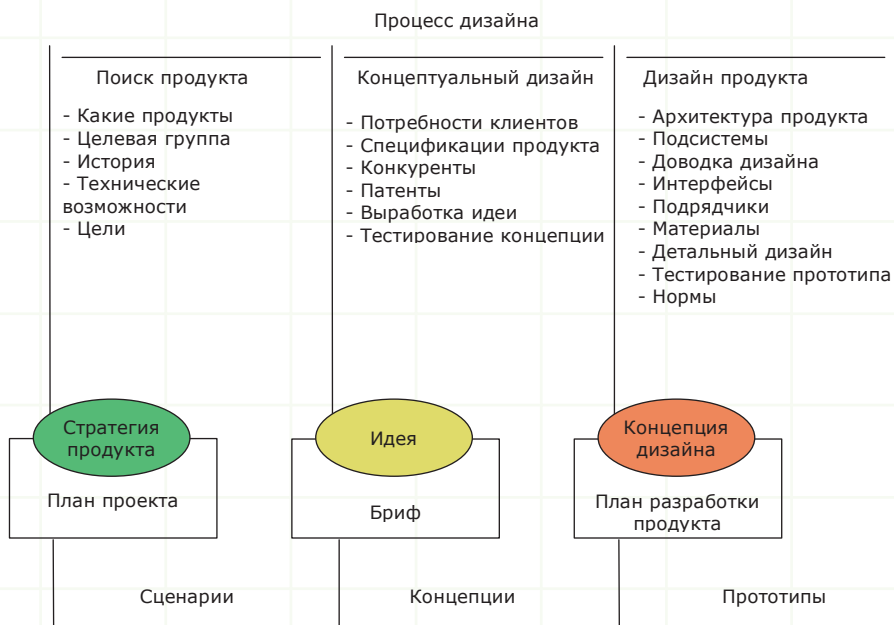 Процесс дизайна
Поиск продукта
- Какие продукты
- Целевая группа
- История
- Технические
возможности
- Цели
Концептуальный дизайн
- Потребности клиентов
- Спецификации продукта
- Конкуренты
- Патенты
- Выработка идеи
- Тестирование концепции
Дизайн продукта
- Архитектура продукта
- Подсистемы
- Доводка дизайна
- Интерфейсы
- Подрядчики
- Материалы
- Детальный дизайн
- Тестирование прототипа
- Нормы
Стратегия
продукта
План проекта
Идея
Бриф
Концепция
дизайна
План разработки
продукта
Сценарии
Концепции
Прототипы